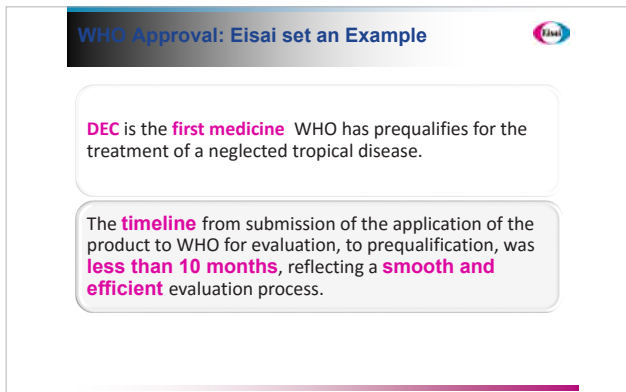 WHO Approval: Eisai set an Example
Eisai
DEC is the first medicine WHO has prequalifies for the
treatment of a neglected tropical disease.
The timeline from submission of the application of the
product to WHO for evaluation, to prequalification, was
less than 10 months, reflecting a smooth and
efficient evaluation process.